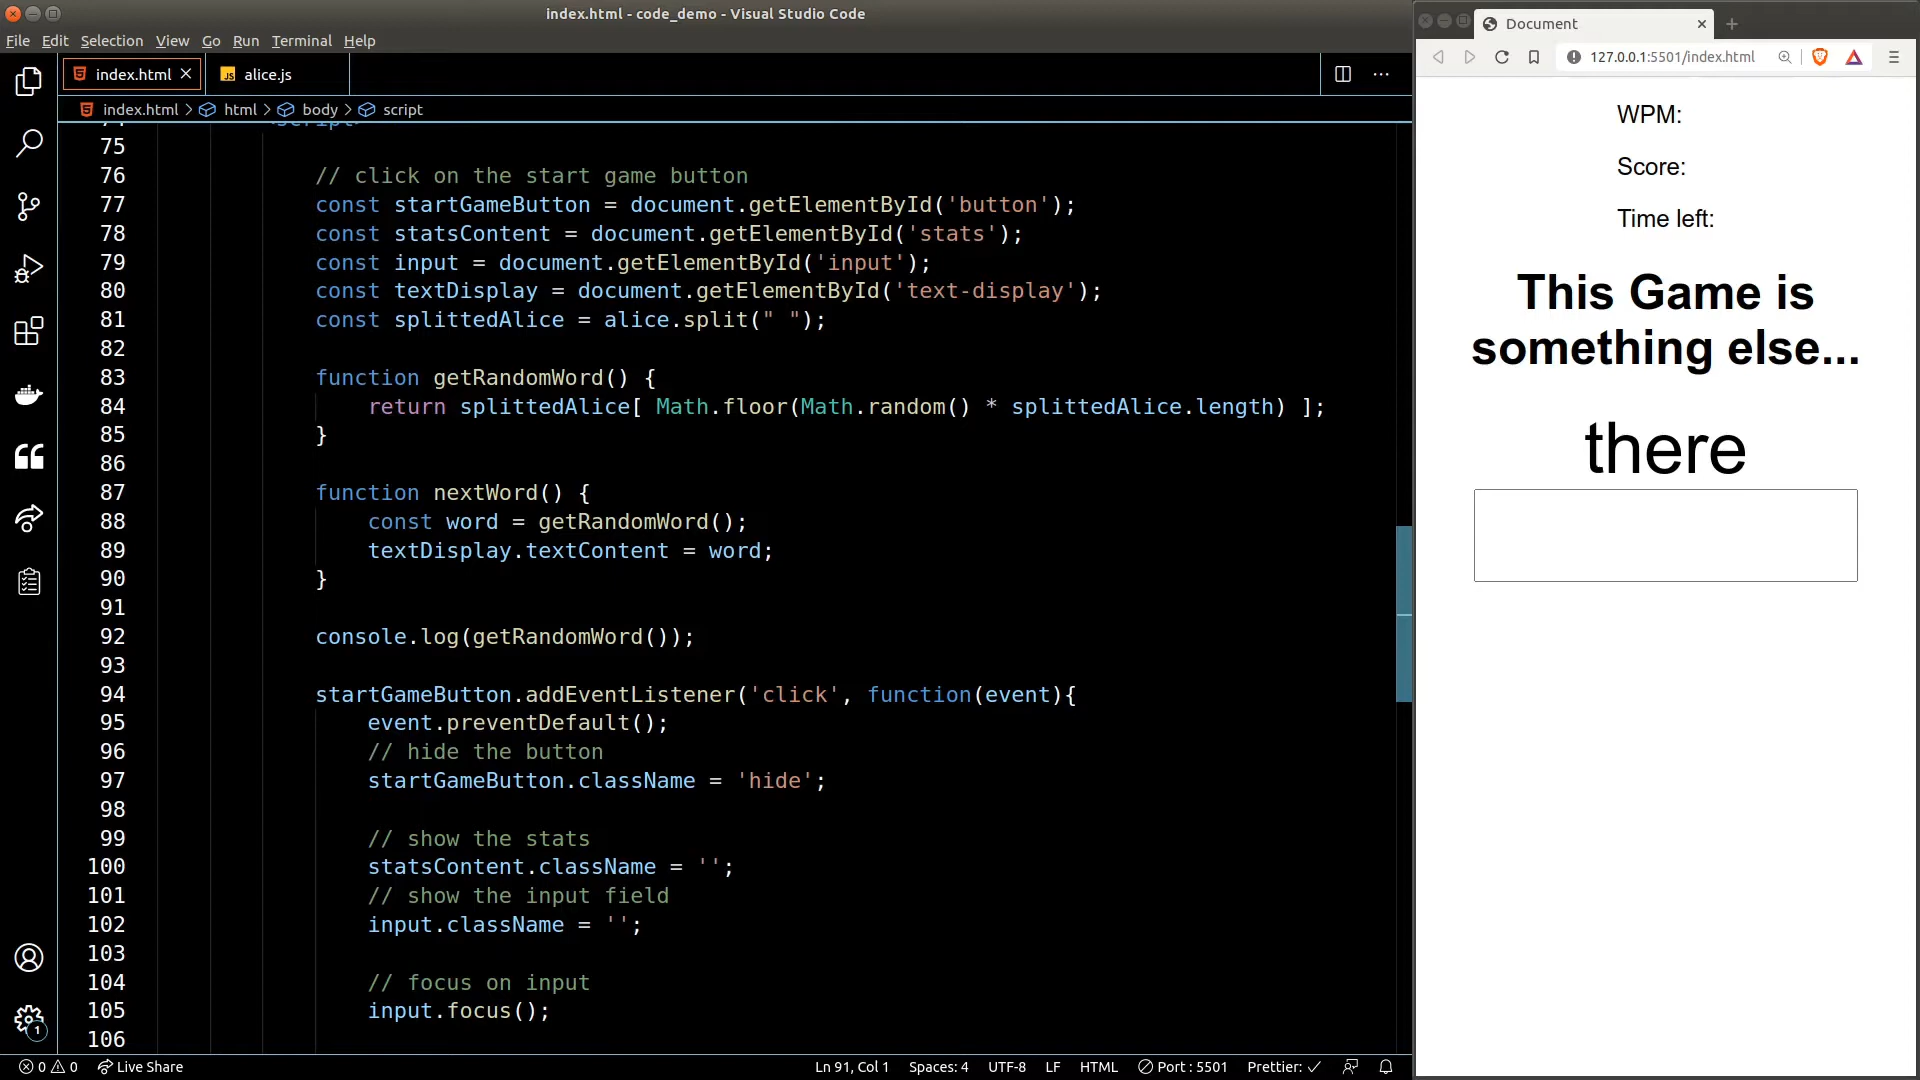 index.html - code_demo - Visual Studio Code
File Edit Selection View Go Run Terminal Help
index.html
JS alice.js
index.html > html > body > script
75
76 // click on the start game button
77 const startGameButton = document.getElementById('button');
78 const statsContent = document.getElementById('stats');
79 const input = document.getElementById('input');
80 const textDisplay = document.getElementById('text-display');
81 const splittedAlice = alice.split(" ");
82
83 function getRandomWord() {
84 return splittedAlice[ Math.floor(Math.random() * splittedAlice.length) ];
85 }
86
87 function nextWord() {
88 const word = getRandomWord();
89 textDisplay.textContent = word;
90 }
91
92 console.log(getRandomWord());
93
94 startGameButton.addEventListener('click', function(event){
95 event.preventDefault();
96 // hide the button
97 startGameButton.className = 'hide';
98
99 // show the stats
100 statsContent.className = '';
101 // show the input field
102 input.className = '';
103
104 // focus on input
105 input.focus();
106
1
0 0 Live Share
Ln 91, Col 1 Spaces: 4 UTF-8 LF HTML Port : 5501 Prettier: ✓
Document
127.0.0.1:5501/index.html
WPM:
Score:
Time left:
This Game is
something else...
there